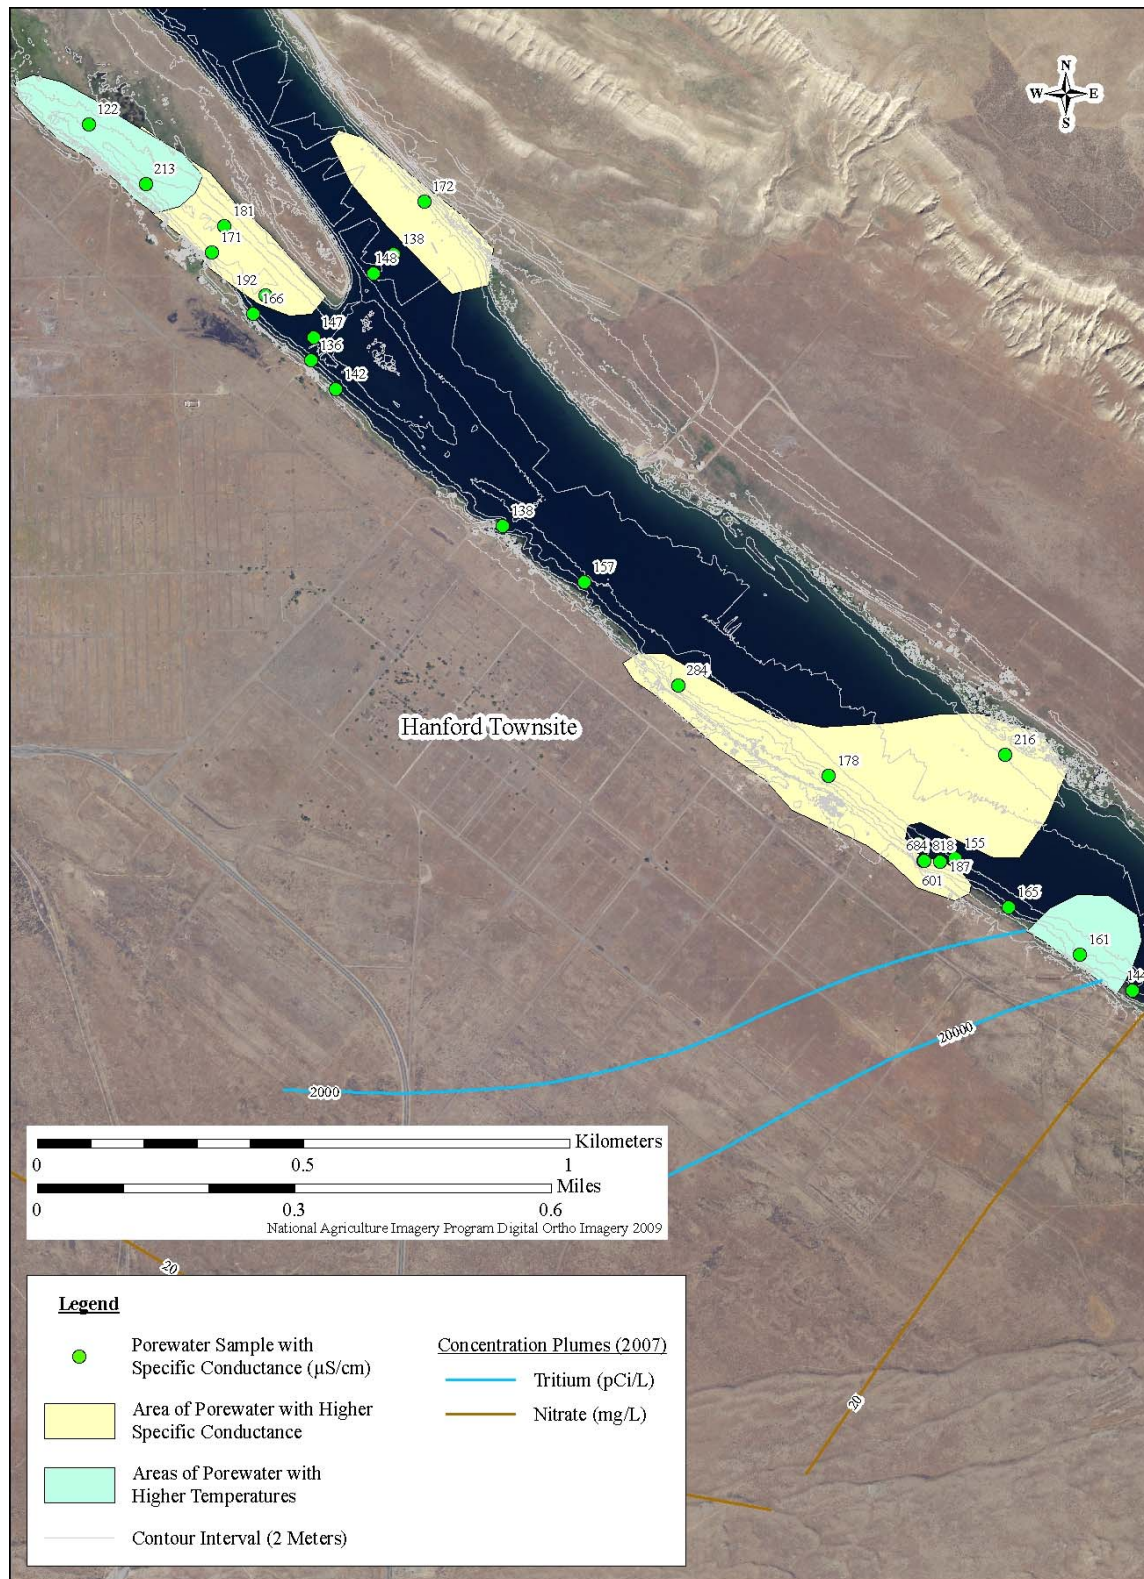 N
W E
S
122
213
172
181
138
171
148
192
166
147
136
142
138
157
284
Hanford Townsite
216
178
684 818 155
187
601
165
161
144
20000
2000
Kilometers
0 0.5 1
Miles
0 0.3 0.6
National Agriculture Imagery Program Digital Ortho Imagery 2009
20
Legend
Porewater Sample with
Specific Conductance (µS/cm)
Area of Porewater with Higher
Specific Conductance
Areas of Porewater with
Higher Temperatures
Contour Interval (2 Meters)
Concentration Plumes (2007)
Tritium (pCi/L)
Nitrate (mg/L)
20